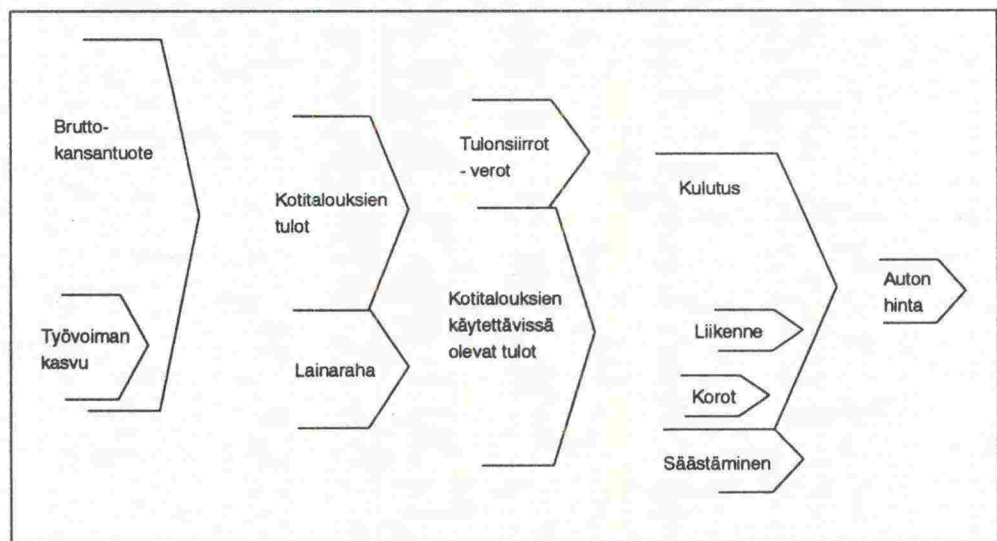 Brutto-
kansantuote
Työvoiman
kasvu
Kotitalouksien
tulot
Lainaraha
Tulonsiirrot
- verot
Kotitalouksien
käytettävissä
olevat tulot
Kulutus
Liikenne
Korot
Säästäminen
Auton
hinta